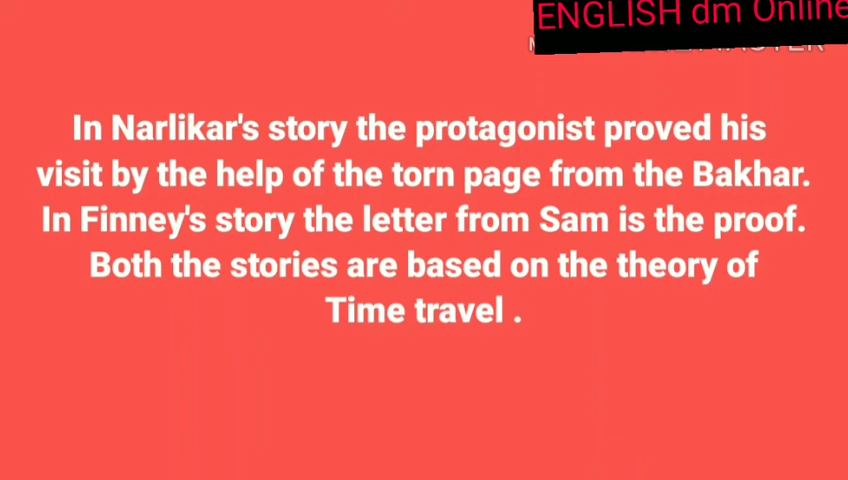 ENGLISH dm Online
In Narlikar's story the protagonist proved his
visit by the help of the torn page from the Bakhar.
In Finney's story the letter from Sam is the proof.
Both the stories are based on the theory of
Time travel .